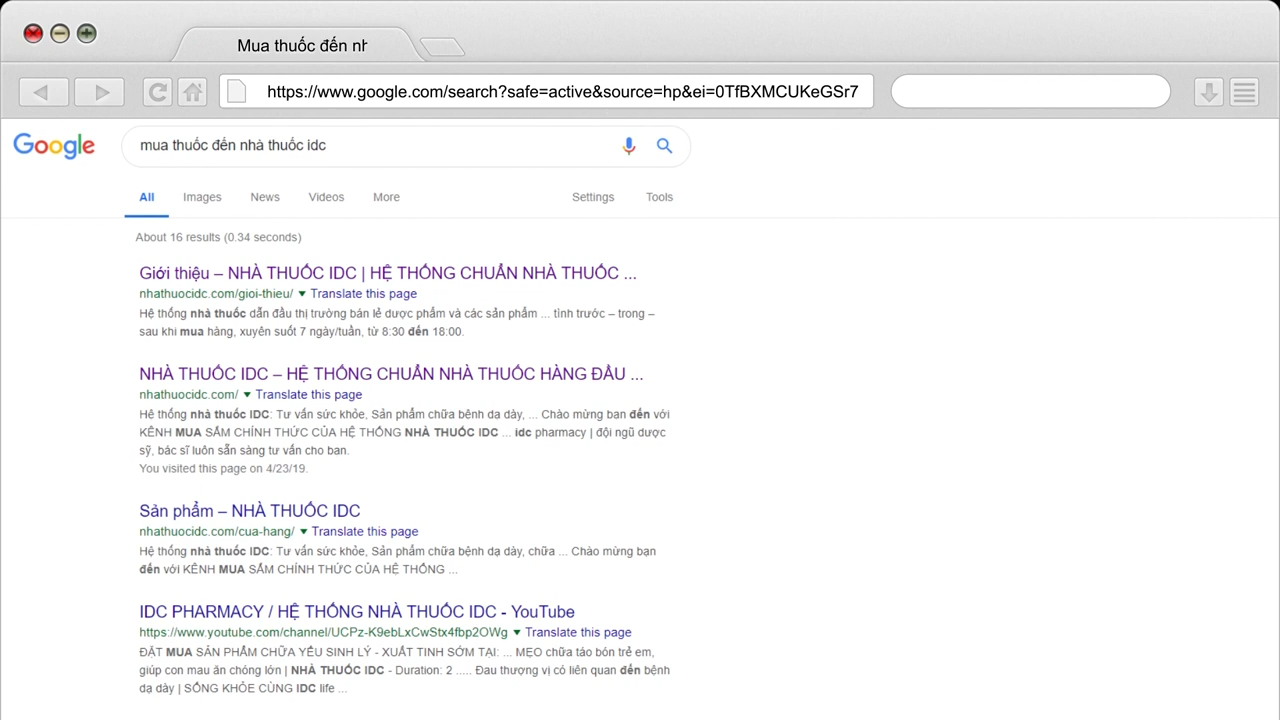 Mua thuốc đến nh
https://www.google.com/search?safe=active&source=hp&ei=0TfBXMCUKeGSr7
Google
mua thuốc đến nhà thuốc idc
All Images News Videos More Settings Tools
About 16 results (0.34 seconds)
Giới thiệu – NHÀ THUỐC IDC | HỆ THỐNG CHUẨN NHÀ THUỐC ...
nhathuocidc.com/gioi-thieu/ Translate this page
Hệ thống nhà thuốc dẫn đầu thị trường bán lẻ dược phẩm và các sản phẩm ... tình trước – trong –
sau khi mua hàng, xuyên suốt 7 ngày/tuần, từ 8:30 đến 18:00.
NHÀ THUỐC IDC – HỆ THỐNG CHUẨN NHÀ THUỐC HÀNG ĐẦU ...
nhathuocidc.com/ Translate this page
Hệ thống nhà thuốc IDC: Tư vấn sức khỏe, Sản phẩm chữa bệnh dạ dày, ... Chào mừng bạn đến với
KÊNH MUA SẮM CHÍNH THỨC CỦA HỆ THỐNG NHÀ THUỐC IDC ... idc pharmacy | đội ngũ dược
sỹ, bác sĩ luôn sẵn sàng tư vấn cho bạn.
You visited this page on 4/23/19.
Sản phẩm – NHÀ THUỐC IDC
nhathuocidc.com/cua-hang/ Translate this page
Hệ thống nhà thuốc IDC: Tư vấn sức khỏe, Sản phẩm chữa bệnh dạ dày, chữa ... Chào mừng bạn
đến với KÊNH MUA SẮM CHÍNH THỨC CỦA HỆ THỐNG ...
IDC PHARMACY / HỆ THỐNG NHÀ THUỐC IDC - YouTube
https://www.youtube.com/channel/UCPz-K9ebLxCwStx4fbp2OWg Translate this page
ĐẶT MUA SẢN PHẨM CHỮA YẾU SINH LÝ - XUẤT TINH SỚM TẠI: ... MẸO chữa táo bón trẻ em,
giúp con mau ăn chóng lớn | NHÀ THUỐC IDC - Duration: 2 ..... Đau thượng vị có liên quan đến bệnh
dạ dày | SỐNG KHỎE CÙNG IDC life ...